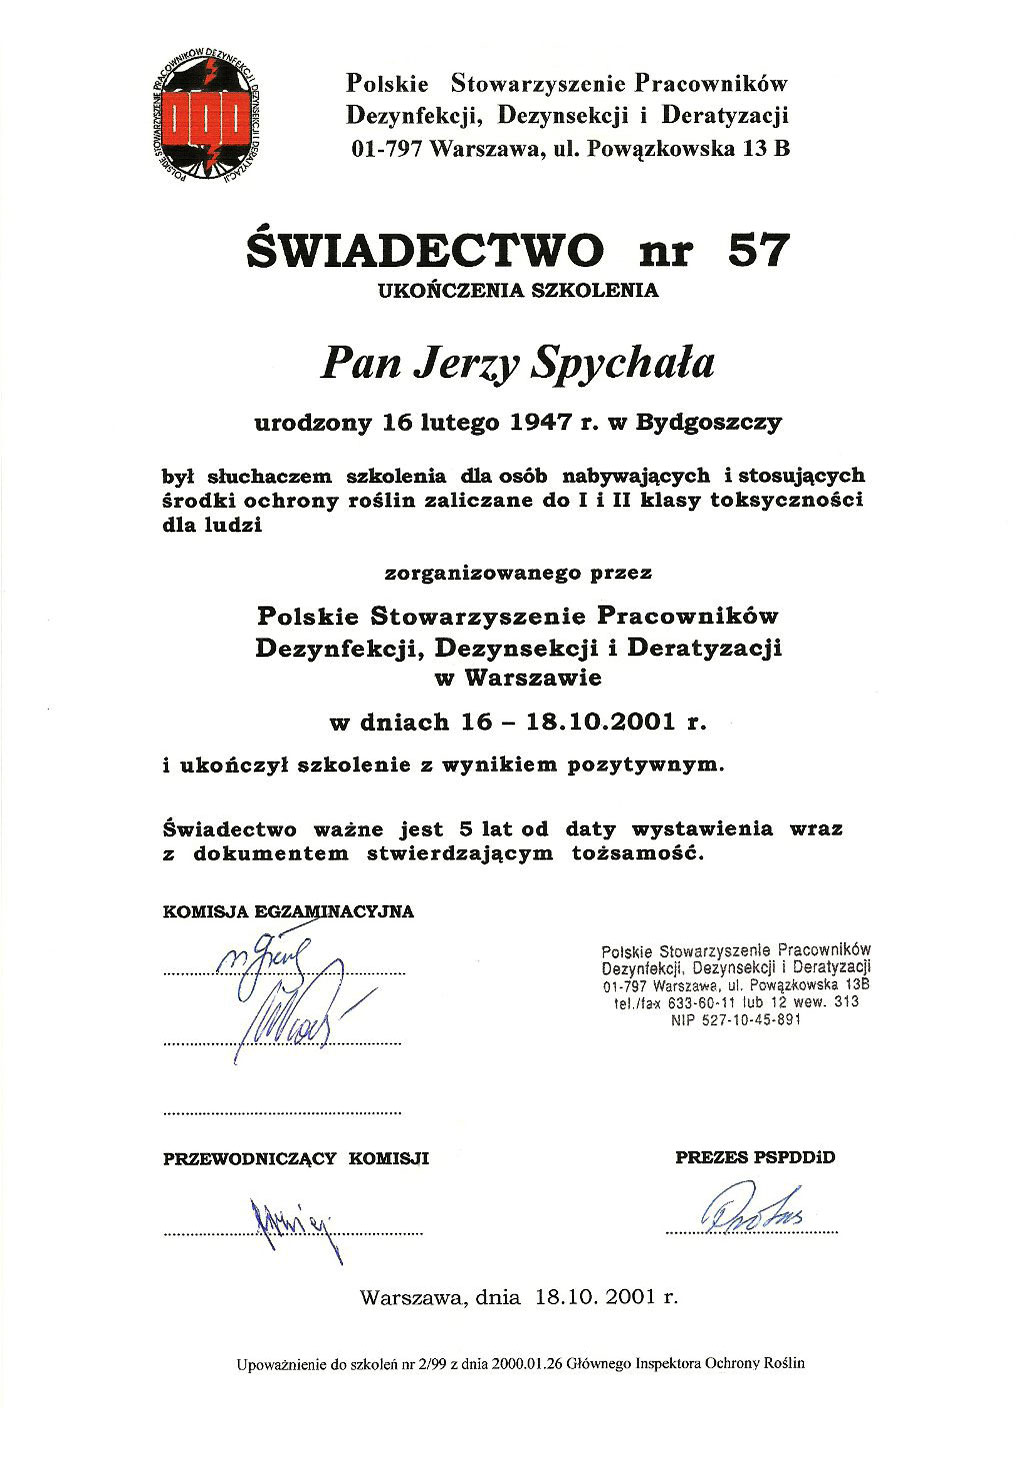 POLSKIE STOWARZYSZENIE PRACOWNIKÓW DEZYNFEKCJI DEZYNSEKCJI I DERATYZACJI
Polskie Stowarzyszenie Pracowników
Dezynfekcji, Dezynsekcji i Deratyzacji
01-797 Warszawa, ul. Powązkowska 13 B
ŚWIADECTWO nr 57
UKOŃCZENIA SZKOLENIA
Pan Jerzy Spychała
urodzony 16 lutego 1947 r. w Bydgoszczy
był słuchaczem szkolenia dla osób nabywających i stosujących
środki ochrony roślin zaliczane do I i II klasy toksyczności
dla ludzi
zorganizowanego przez
Polskie Stowarzyszenie Pracowników
Dezynfekcji, Dezynsekcji i Deratyzacji
w Warszawie
w dniach 16 – 18.10.2001 r.
i ukończył szkolenie z wynikiem pozytywnym.
Świadectwo ważne jest 5 lat od daty wystawienia wraz
z dokumentem stwierdzającym tożsamość.
KOMISJA EGZAMINACYJNA
Polskie Stowarzyszenie Pracowników
Dezynfekcji, Dezynsekcji i Deratyzacji
01-797 Warszawa, ul. Powązkowska 13B
tel./fax 633-60-11 lub 12 wew. 313
NIP 527-10-45-891
PRZEWODNICZĄCY KOMISJI
PREZES PSPDDiD
Warszawa, dnia 18.10. 2001 r.
Upoważnienie do szkoleń nr 2/99 z dnia 2000.01.26 Głównego Inspektora Ochrony Roślin